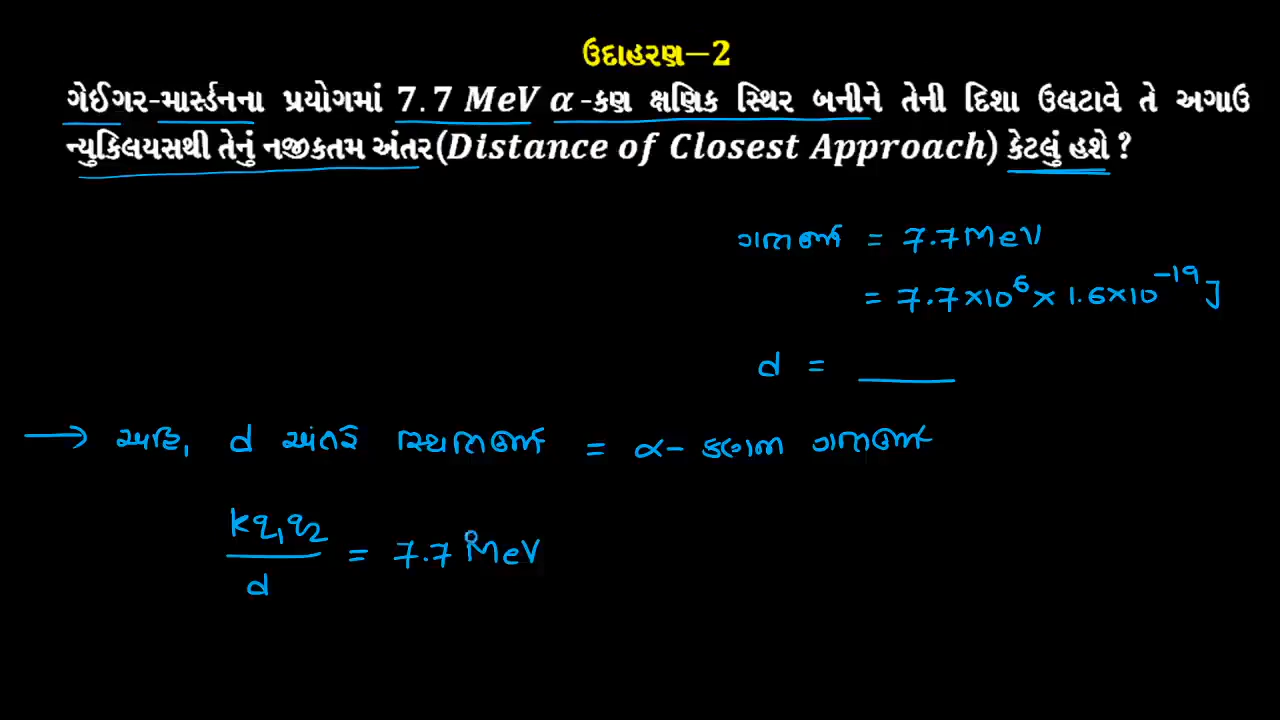 ઉદાહરણ–2
ગેઈગર-માર્સ્ડનના પ્રયોગમાં 7.7 MeV α -કણ ક્ષણિક સ્થિર બનીને તેની દિશા ઉલટાવે તે અગાઉ
ન્યુક્લિયસથી તેનું નજીકતમ અંતર(Distance of Closest Approach) કેટલું હશે ?
ગતિઊર્જા = 7.7 MeV
= 7.7 × 10⁶ × 1.6 × 10⁻¹⁹ J
d = ____
→ અહિ, d અંતરે સ્થિતિઊર્જા = α - કણની ગતિઊર્જા
kq₁q₂/d = 7.7 MeV